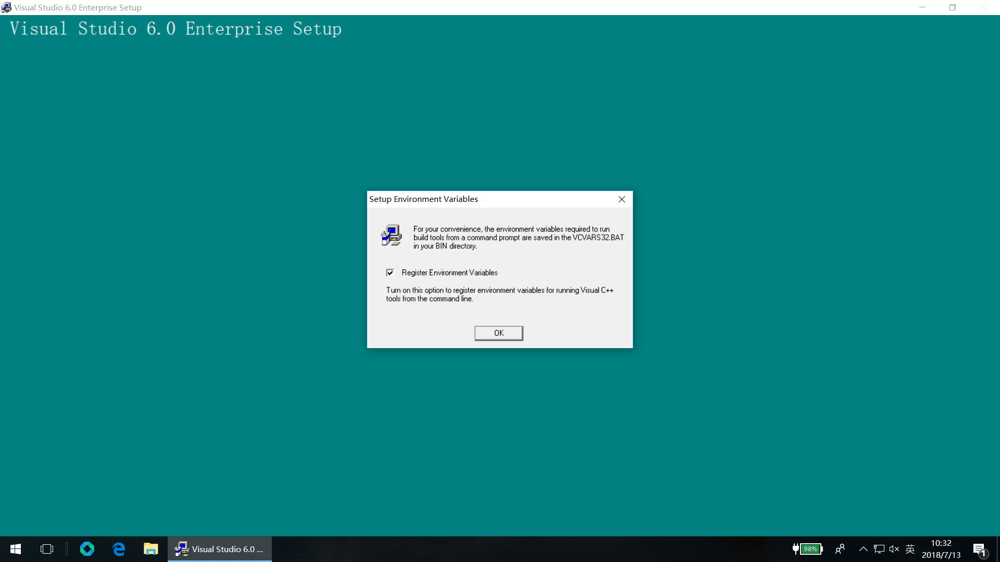 Visual Studio 6.0 Enterprise Setup
Visual Studio 6.0 Enterprise Setup
Setup Environment Variables
For your convenience, the environment variables required to run
build tools from a command prompt are saved in the VCVARS32.BAT
in your BIN directory.
Register Environment Variables
Turn on this option to register environment variables for running Visual C++
tools from the command line.
OK
Visual Studio 6.0 ...
98%
英
10:32
2018/7/13
1